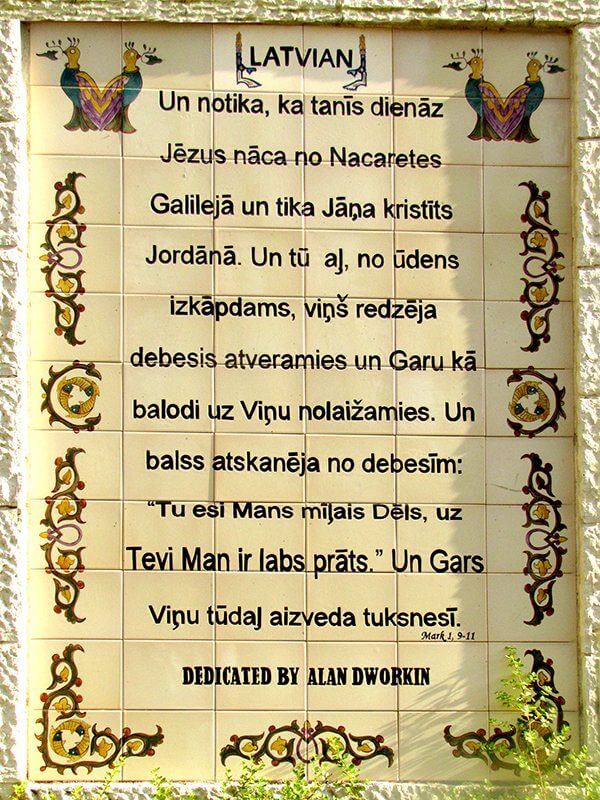 LATVIAN
Un notika, ka tanīs dienāz
Jēzus nāca no Nacaretes
Galilejā un tika Jāņa kristīts
Jordānā. Un tū aļ, no ūdens
izkāpdams, viņš redzēja
debesis atveramies un Garu kā
balodi uz Viņu nolaižamies. Un
balss atskanēja no debesīm:
“Tu esi Mans mīļais Dēls, uz
Tevi Man ir labs prāts.” Un Gars
Viņu tūdaļ aizveda tuksnesī.
Mark 1, 9-11
DEDICATED BY ALAN DWORKIN